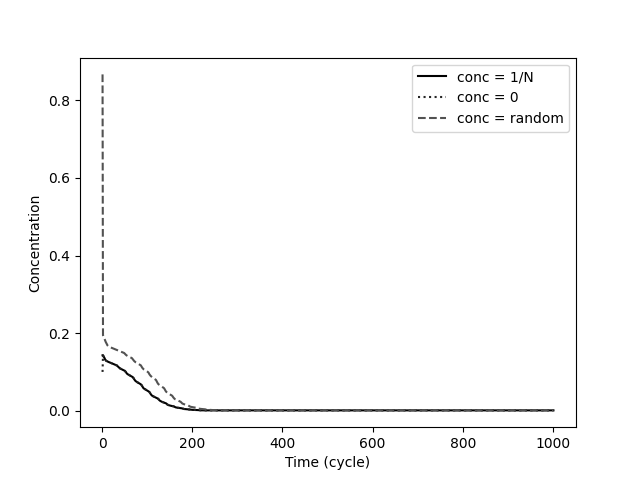 conc = 1/N
conc = 0
conc = random
Concentration
0.8
0.6
0.4
0.2
0.0
0 200 400 600 800 1000
Time (cycle)